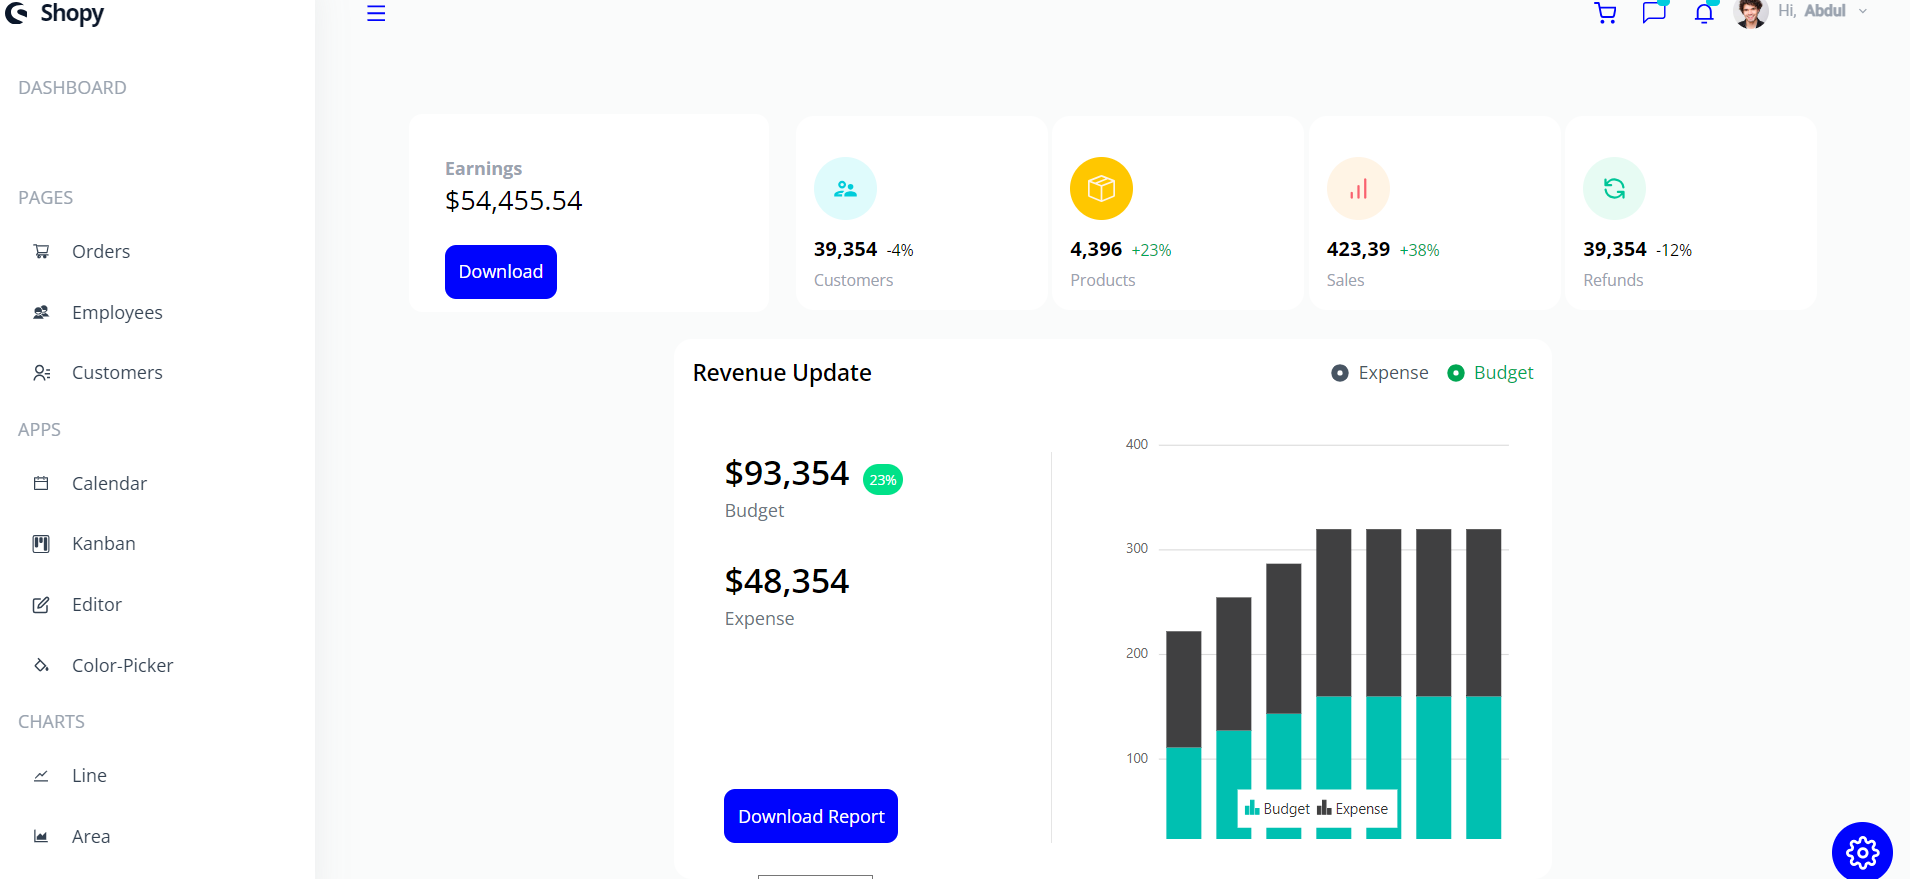 Shopy
Hi, Abdul
DASHBOARD
PAGES
Orders
Employees
Customers
APPS
Calendar
Kanban
Editor
Color-Picker
CHARTS
Line
Area
Earnings
$54,455.54
Download
39,354 -4%
Customers
4,396 +23%
Products
423,39 +38%
Sales
39,354 -12%
Refunds
Revenue Update
Expense Budget
$93,354 23%
Budget
$48,354
Expense
Download Report
400
300
200
100
Budget Expense